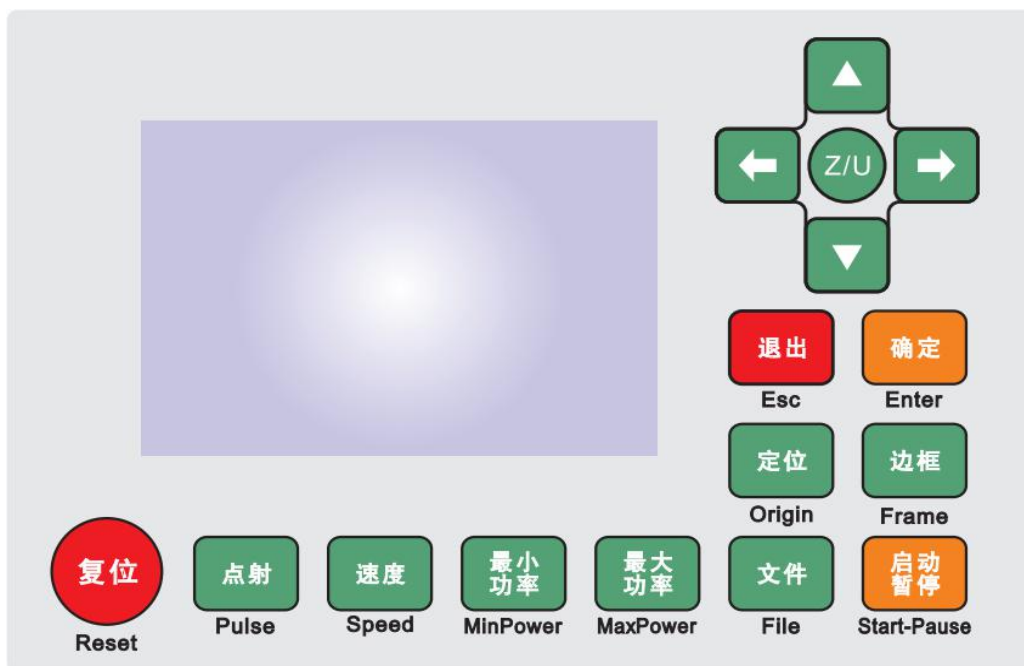 Z/U
退出
确定
Esc
Enter
定位
边框
Origin
Frame
复位
点射
速度
最小
功率
最大
功率
文件
启动
暂停
Reset
Pulse
Speed
MinPower
MaxPower
File
Start-Pause